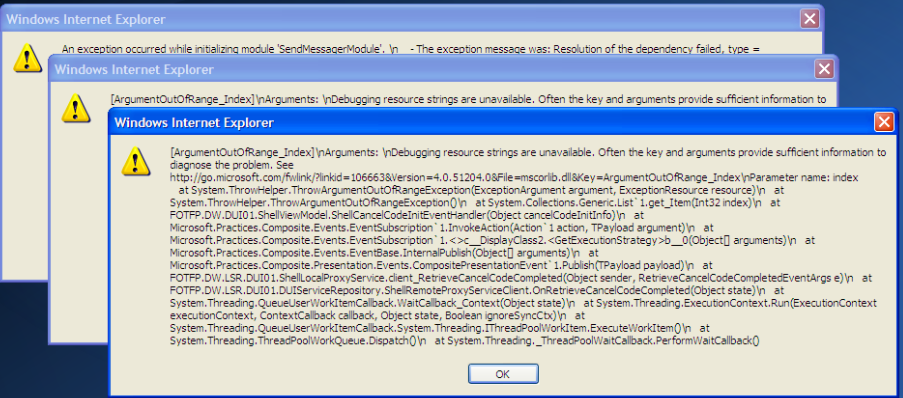 Windows Internet Explorer
An exception occurred while initializing module 'SendMessagerModule'. \n - The exception message was: Resolution of the dependency failed, type =
Windows Internet Explorer
[ArgumentOutOfRange_Index]\nArguments: \nDebugging resource strings are unavailable. Often the key and arguments provide sufficient information to
Windows Internet Explorer
[ArgumentOutOfRange_Index]\nArguments: \nDebugging resource strings are unavailable. Often the key and arguments provide sufficient information to
diagnose the problem. See
http://go.microsoft.com/fwlink/?linkid=106663&Version=4.0.51204.0&File=mscorlib.dll&Key=ArgumentOutOfRange_Index\nParameter name: index
at System.ThrowHelper.ThrowArgumentOutOfRangeException(ExceptionArgument argument, ExceptionResource resource)\n at
System.ThrowHelper.ThrowArgumentOutOfRangeException()\n at System.Collections.Generic.List`1.get_Item(Int32 index)\n at
FOTFP.DW.DUI01.ShellViewModel.ShellCancelCodeInitEventHandler(Object cancelCodeInitInfo)\n at
Microsoft.Practices.Composite.Events.EventSubscription`1.InvokeAction(Action`1 action, TPayload argument)\n at
Microsoft.Practices.Composite.Events.EventSubscription`1.<>c__DisplayClass2.<GetExecutionStrategy>b__0(Object[] arguments)\n at
Microsoft.Practices.Composite.Events.EventBase.InternalPublish(Object[] arguments)\n at
Microsoft.Practices.Composite.Presentation.Events.CompositePresentationEvent`1.Publish(TPayload payload)\n at
FOTFP.DW.LSR.DUI01.ShellLocalProxyService.client_RetrieveCancelCodeCompleted(Object sender, RetrieveCancelCodeCompletedEventArgs e)\n at
FOTFP.DW.LSR.DUI01.DUIServiceRepository.ShellRemoteProxyServiceClient.OnRetrieveCancelCodeCompleted(Object state)\n at
System.Threading.QueueUserWorkItemCallback.WaitCallback_Context(Object state)\n at System.Threading.ExecutionContext.Run(ExecutionContext
executionContext, ContextCallback callback, Object state, Boolean ignoreSyncCtx)\n at
System.Threading.QueueUserWorkItemCallback.System.Threading.IThreadPoolWorkItem.ExecuteWorkItem()\n at
System.Threading.ThreadPoolWorkQueue.Dispatch()\n at System.Threading._ThreadPoolWaitCallback.PerformWaitCallback()
OK